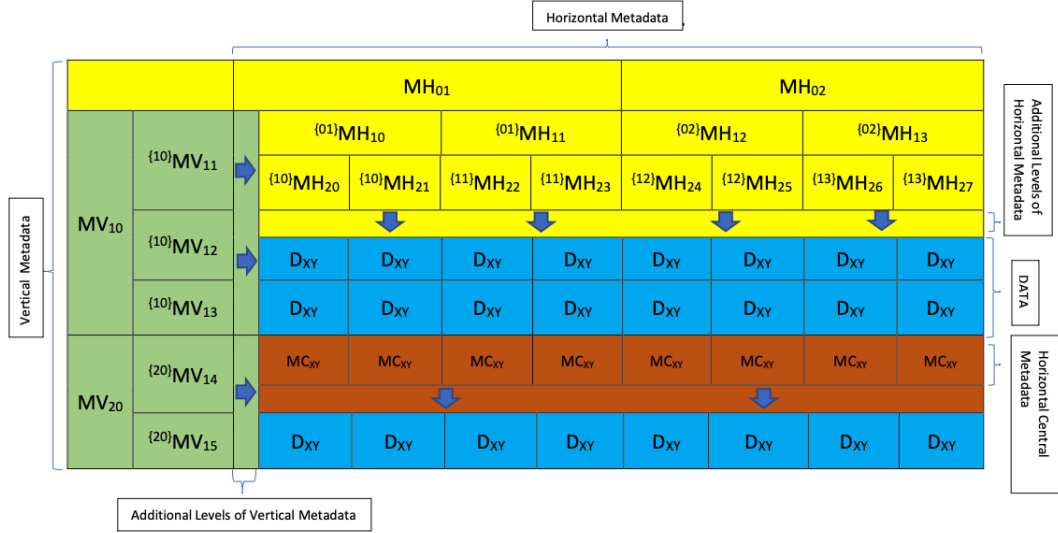 Horizontal Metadata
MH01 MH02
{01}MH10 {01}MH11 {02}MH12 {02}MH13
{10}MV11
{10}MH20 {10}MH21 {11}MH22 {11}MH23 {12}MH24 {12}MH25 {13}MH26 {13}MH27
Additional Levels of
Horizontal Metadata
MV10
{10}MV12
DXY DXY DXY DXY DXY DXY DXY DXY
Vertical Metadata
{10}MV13
DXY DXY DXY DXY DXY DXY DXY DXY
DATA
MV20
{20}MV14
MCXY MCXY MCXY MCXY MCXY MCXY MCXY MCXY
Horizontal Central
Metadata
{20}MV15
DXY DXY DXY DXY DXY DXY DXY DXY
Additional Levels of Vertical Metadata